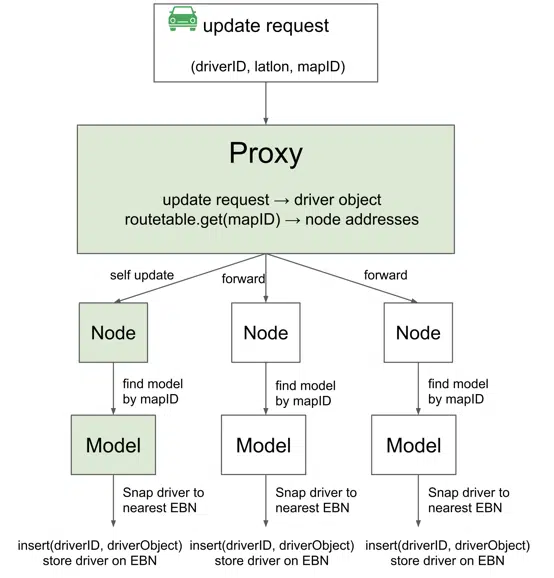 update request
(driverID, latlon, mapID)
Proxy
update request → driver object
routetable.get(mapID) → node addresses
self update
forward
forward
Node
Node
Node
find model
by mapID
find model
by mapID
find model
by mapID
Model
Model
Model
Snap driver to
nearest EBN
Snap driver to
nearest EBN
Snap driver to
nearest EBN
insert(driverID, driverObject)
store driver on EBN
insert(driverID, driverObject)
store driver on EBN
insert(driverID, driverObject)
store driver on EBN